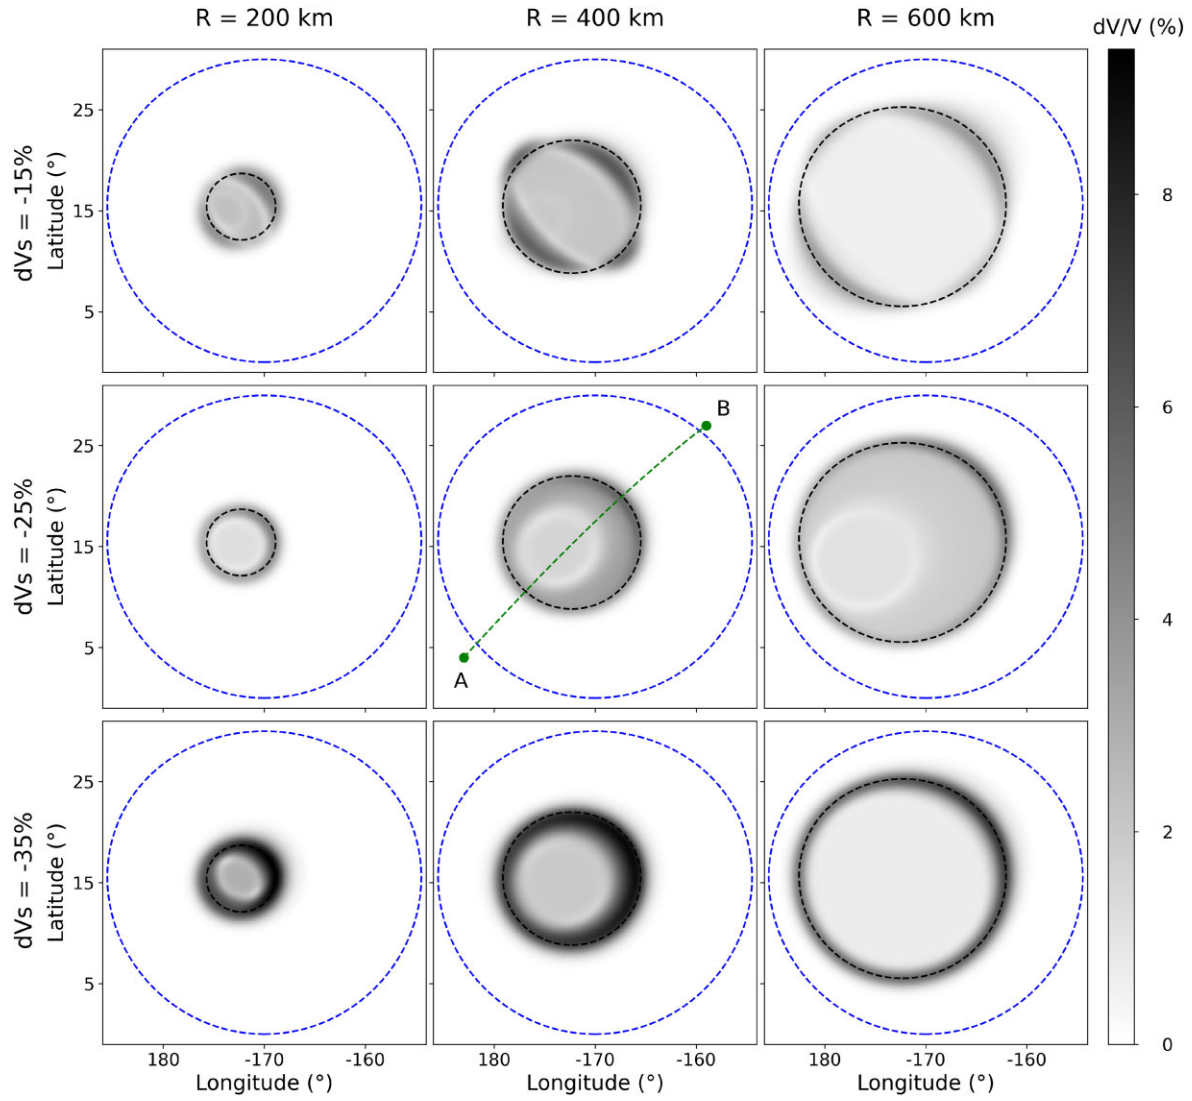 R = 200 km R = 400 km R = 600 km
dV/V (%)
dVs = -15%
Latitude (°)
25
15
5
8
6
dVs = -25%
Latitude (°)
25
15
5
B
A
4
dVs = -35%
Latitude (°)
25
15
5
2
0
180 -170 -160 180 -170 -160 180 -170 -160
Longitude (°) Longitude (°) Longitude (°)